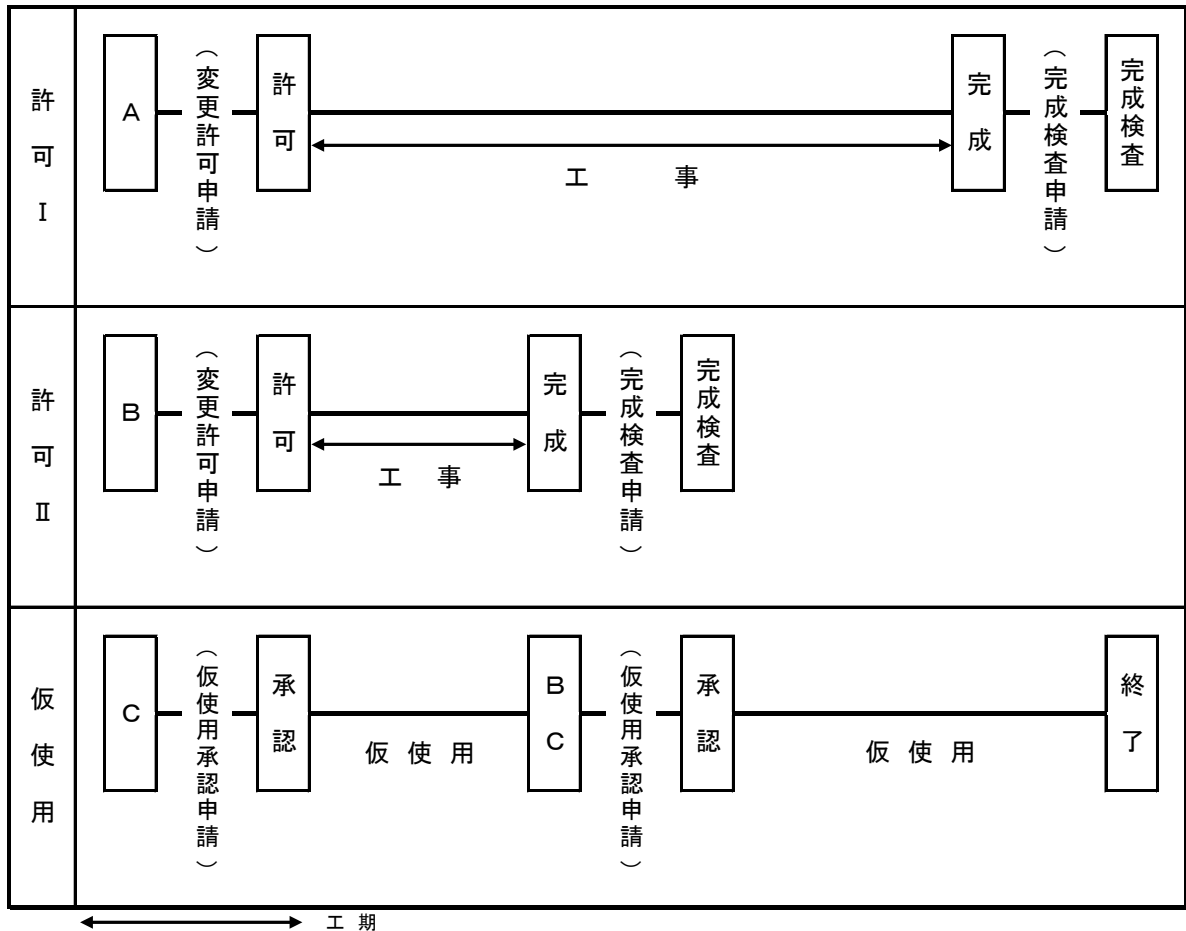 許可Ⅰ
A
（変更許可申請）
許可
工事
完成
（完成検査申請）
完成検査
許可Ⅱ
B
（変更許可申請）
許可
工事
完成
（完成検査申請）
完成検査
仮使用
C
（仮使用承認申請）
承認
仮使用
BC
（仮使用承認申請）
承認
仮使用
終了
工期